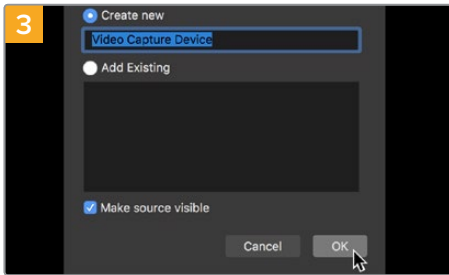 3
Create new
Video Capture Device
Add Existing
Make source visible
Cancel OK